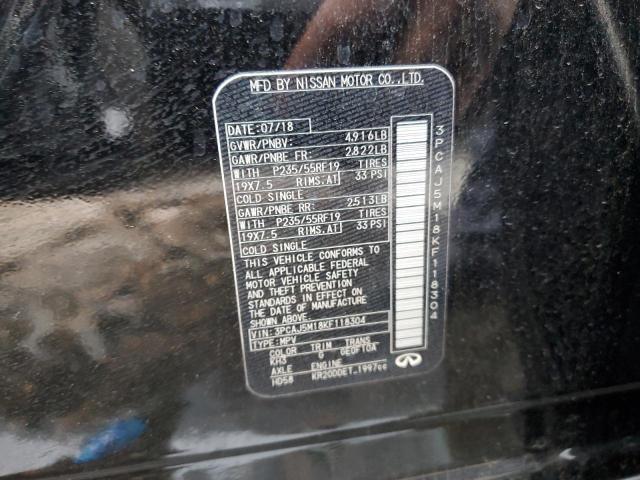 MFD BY NISSAN MOTOR CO.,LTD.
DATE: 07/18
GVWR/PNBV: 4,916LB
GAWR/PNBE FR: 2,822LB
WITH P235/55RF19 TIRES
19X7.5 RIMS.AT 33 PSI
COLD SINGLE
GAWR/PNBE RR: 2,513LB
WITH P235/55RF19 TIRES
19X7.5 RIMS.AT 33 PSI
COLD SINGLE
THIS VEHICLE CONFORMS TO
ALL APPLICABLE FEDERAL
MOTOR VEHICLE SAFETY
AND THEFT PREVENTION
STANDARDS IN EFFECT ON
THE DATE OF MANUFACTURE
SHOWN ABOVE.
VIN: 3PCAJ5M18KF118304
TYPE: MPV
COLOR TRIM TRANS
KH3 G GE0F10A
AXLE ENGINE
HD58 KR20DDET 1997cc
3PCAJ5M18KF118304